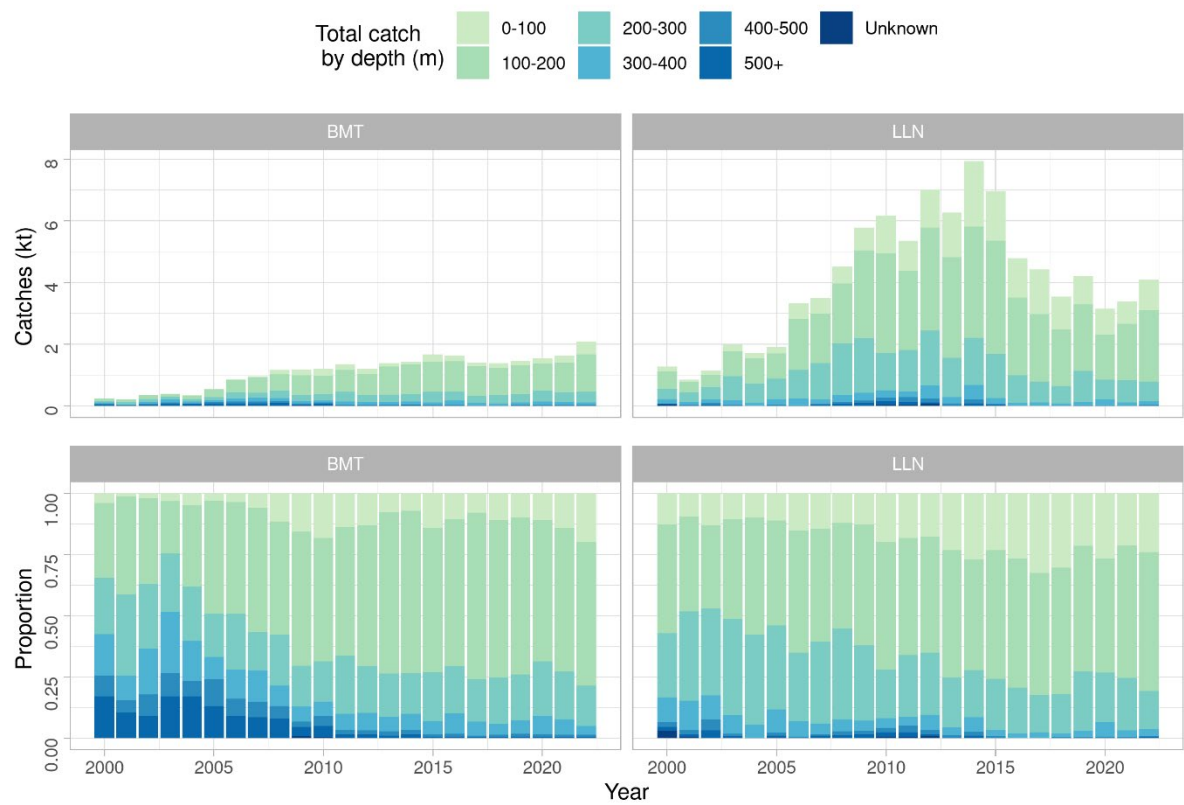 Total catch
by depth (m)
0-100
200-300
400-500
Unknown
100-200
300-400
500+
BMT
LLN
Catches (kt)
8
6
4
2
0
BMT
LLN
Proportion
1.00
0.75
0.50
0.25
0.00
2000
2005
2010
2015
2020
2000
2005
2010
2015
2020
Year